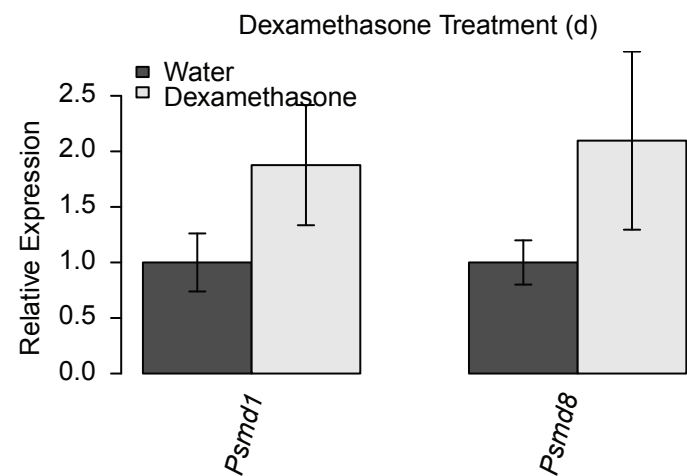 Dexamethasone Treatment (d)
Water
Dexamethasone
Relative Expression
2.5
2.0
1.5
1.0
0.5
0.0
Psmd1
Psmd8